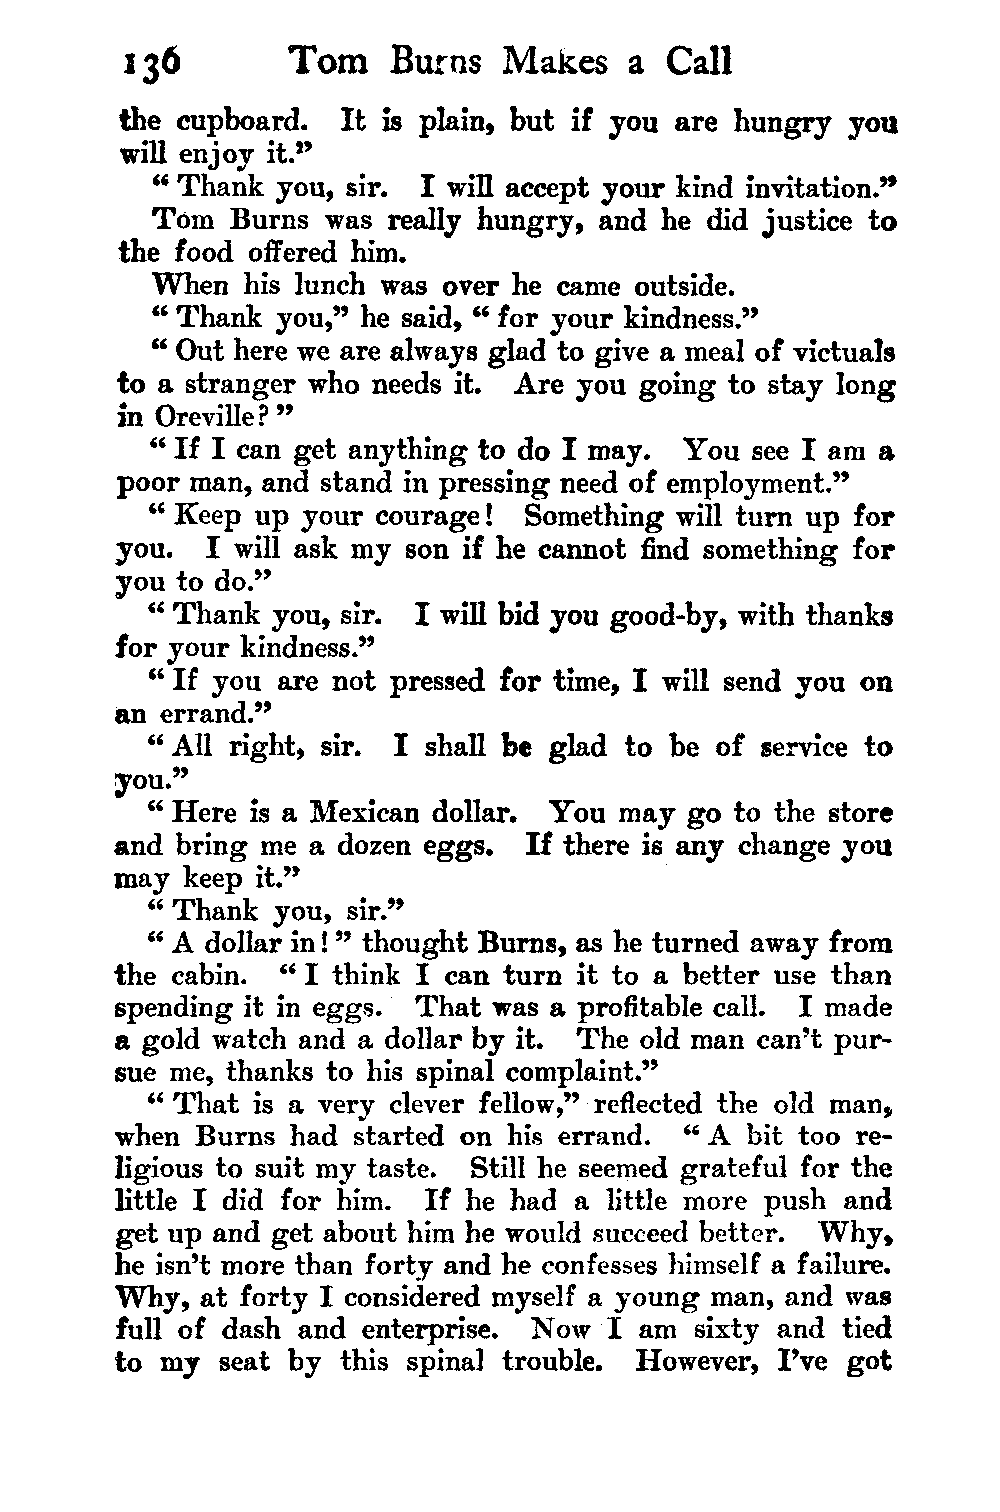 136 Tom Burns Makes a Call
the cupboard. It is plain, but if you are hungry you
will enjoy it.”
“ Thank you, sir. I will accept your kind invitation.”
Tom Burns was really hungry, and he did justice to
the food offered him.
When his lunch was over he came outside.
“ Thank you,” he said, “ for your kindness.”
“ Out here we are always glad to give a meal of victuals
to a stranger who needs it. Are you going to stay long
in Oreville? ”
“ If I can get anything to do I may. You see I am a
poor man, and stand in pressing need of employment.”
“ Keep up your courage! Something will turn up for
you. I will ask my son if he cannot find something for
you to do.”
“ Thank you, sir. I will bid you good-by, with thanks
for your kindness.”
“ If you are not pressed for time, I will send you on
an errand.”
“ All right, sir. I shall be glad to be of service to
you.”
“ Here is a Mexican dollar. You may go to the store
and bring me a dozen eggs. If there is any change you
may keep it.”
“ Thank you, sir.”
“ A dollar in! ” thought Burns, as he turned away from
the cabin. “ I think I can turn it to a better use than
spending it in eggs. That was a profitable call. I made
a gold watch and a dollar by it. The old man can’t pur-
sue me, thanks to his spinal complaint.”
“ That is a very clever fellow,” reflected the old man,
when Burns had started on his errand. “ A bit too re-
ligious to suit my taste. Still he seemed grateful for the
little I did for him. If he had a little more push and
get up and get about him he would succeed better. Why,
he isn’t more than forty and he confesses himself a failure.
Why, at forty I considered myself a young man, and was
full of dash and enterprise. Now I am sixty and tied
to my seat by this spinal trouble. However, I’ve got